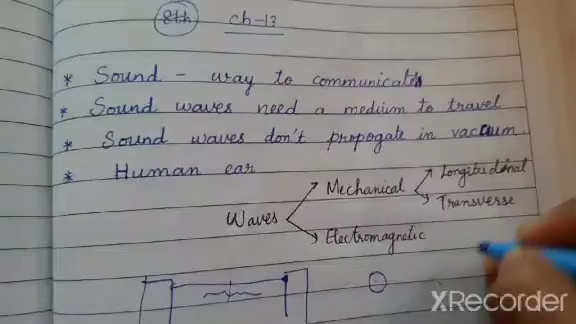 8th ch-13
* Sound - way to communicate
* Sound waves need a medium to travel
* Sound waves don't propogate in vacuum
* Human ear
Waves
Mechanical
Longitudinal
Transverse
Electromagnetic
XRecorder